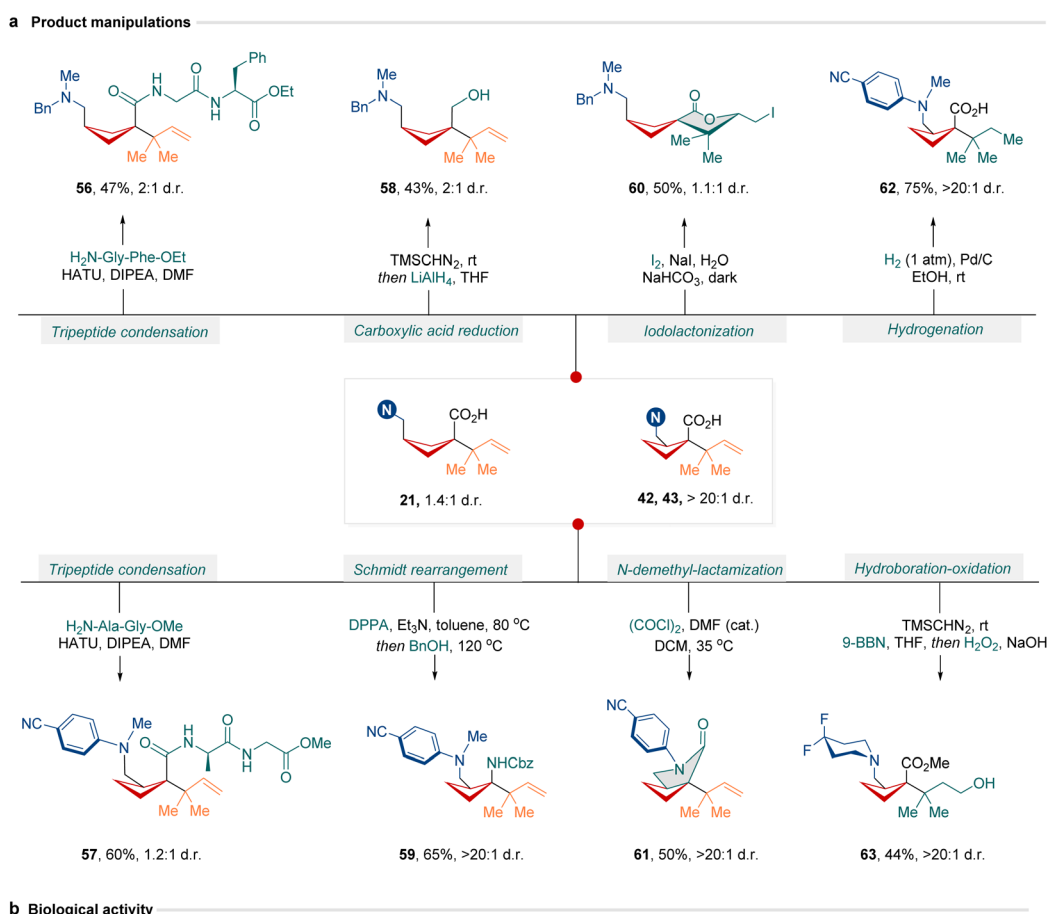 a Product manipulations
Me
N
Bn
O
H
N
O
N
H
Ph
OEt
O
Me Me
56, 47%, 2:1 d.r.
Me
N
Bn
OH
Me Me
58, 43%, 2:1 d.r.
Me
N
Bn
O
O
I
Me
Me
60, 50%, 1.1:1 d.r.
NC
Me
N
CO2H
Me
Me Me
62, 75%, >20:1 d.r.
H2N-Gly-Phe-OEt
HATU, DIPEA, DMF
TMSCHN2, rt
then LiAlH4, THF
I2, NaI, H2O
NaHCO3, dark
H2 (1 atm), Pd/C
EtOH, rt
Tripeptide condensation
Carboxylic acid reduction
Iodolactonization
Hydrogenation
N
CO2H
Me Me
21, 1.4:1 d.r.
N
CO2H
Me Me
42, 43, > 20:1 d.r.
Tripeptide condensation
Schmidt rearrangement
N-demethyl-lactamization
Hydroboration-oxidation
H2N-Ala-Gly-OMe
HATU, DIPEA, DMF
DPPA, Et3N, toluene, 80 ºC
then BnOH, 120 ºC
(COCl)2, DMF (cat.)
DCM, 35 ºC
TMSCHN2, rt
9-BBN, THF, then H2O2, NaOH
NC
Me
N
O
H
N
O
N
H
OMe
O
Me Me
57, 60%, 1.2:1 d.r.
NC
Me
N
NHCbz
Me Me
59, 65%, >20:1 d.r.
NC
O
N
Me Me
61, 50%, >20:1 d.r.
F
F
N
CO2Me
OH
Me Me
63, 44%, >20:1 d.r.
b Biological activity